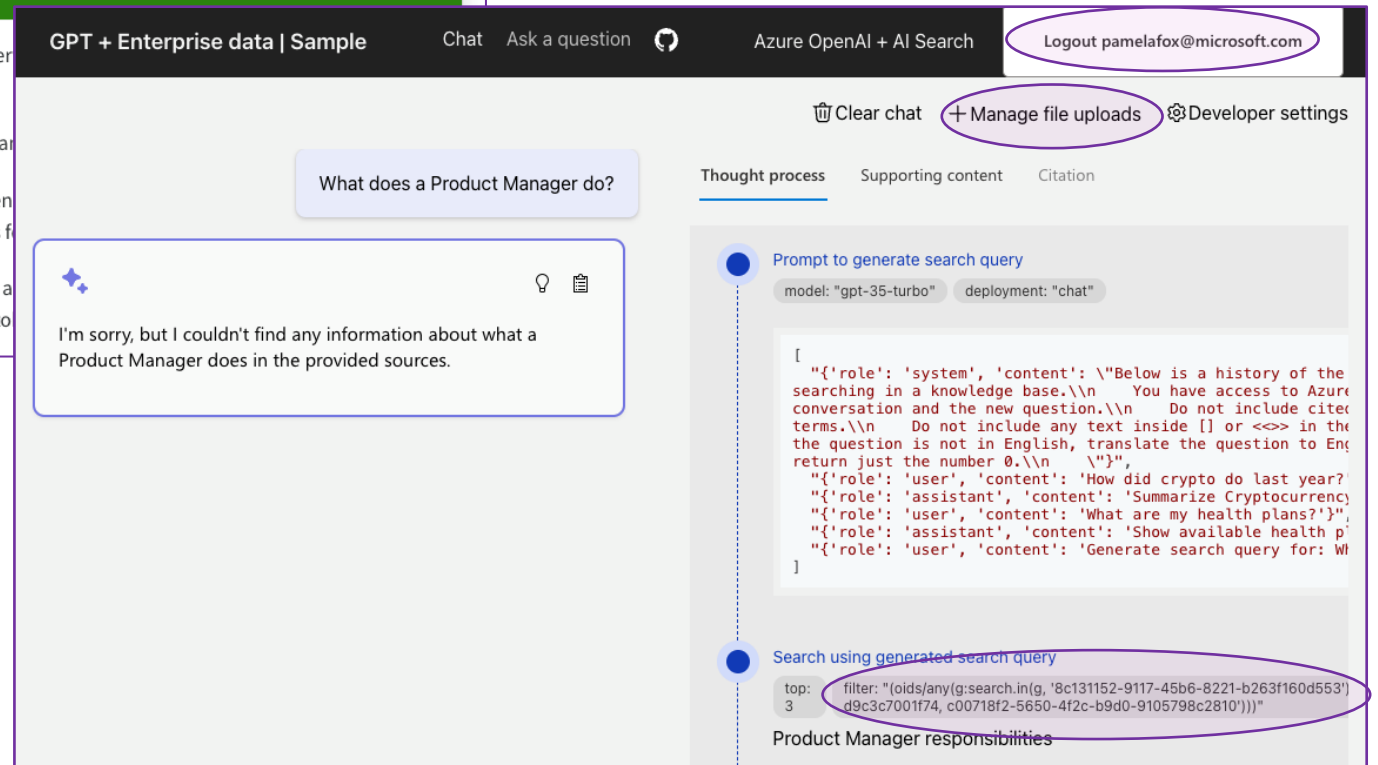 GPT + Enterprise data | Sample
Chat
Ask a question
Azure OpenAI + AI Search
Logout pamelafox@microsoft.com
Clear chat
Manage file uploads
Developer settings
What does a Product Manager do?
I'm sorry, but I couldn't find any information about what a
Product Manager does in the provided sources.
Thought process
Supporting content
Citation
Prompt to generate search query
model: "gpt-35-turbo"
deployment: "chat"
[
"{'role': 'system', 'content': \"Below is a history of the
searching in a knowledge base.\\n    You have access to Azure
conversation and the new question.\\n    Do not include cited
terms.\\n    Do not include any text inside [] or <<>> in the
the question is not in English, translate the question to Eng
return just the number 0.\\n    \"}",
"{'role': 'user', 'content': 'How did crypto do last year?'
"{'role': 'assistant', 'content': 'Summarize Cryptocurrency
"{'role': 'user', 'content': 'What are my health plans?'}",
"{'role': 'assistant', 'content': 'Show available health pl
"{'role': 'user', 'content': 'Generate search query for: Wh
]
Search using generated search query
top:
3
filter: "(oids/any(g:search.in(g, '8c131152-9117-45b6-8221-b263f160d553')
d9c3c7001f74, c00718f2-5650-4f2c-b9d0-9105798c2810')))"
Product Manager responsibilities